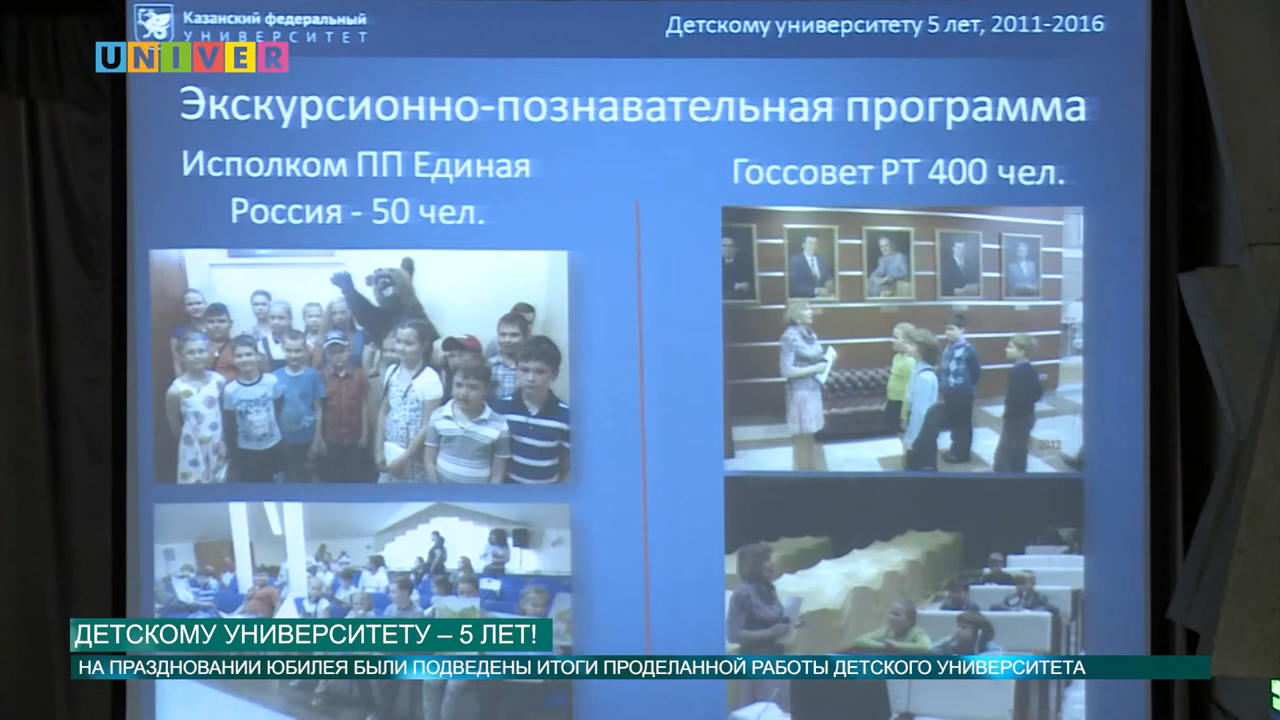 Казанский федеральный
УНИВЕРСИТЕТ
Детскому университету 5 лет, 2011-2016
UNIVER
Экскурсионно-познавательная программа
Исполком ПП Единая
Россия - 50 чел.
Госсовет РТ 400 чел.
2012
ДЕТСКОМУ УНИВЕРСИТЕТУ – 5 ЛЕТ!
НА ПРАЗДНОВАНИИ ЮБИЛЕЯ БЫЛИ ПОДВЕДЕНЫ ИТОГИ ПРОДЕЛАННОЙ РАБОТЫ ДЕТСКОГО УНИВЕРСИТЕТА